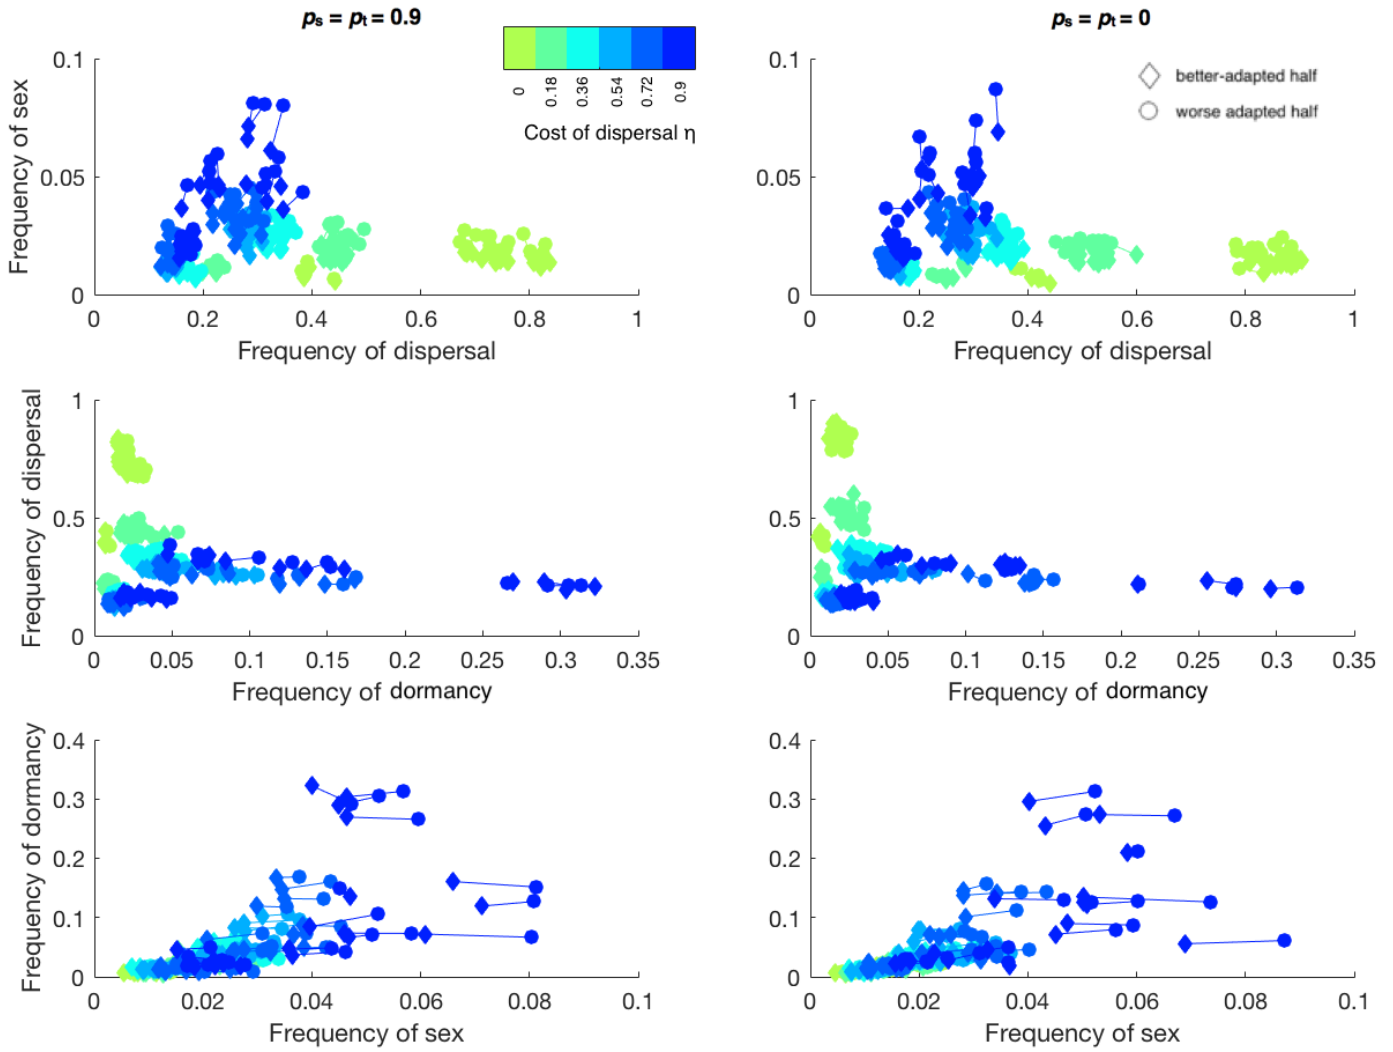 ps = pt = 0.9
0 0.18 0.36 0.54 0.72 0.9
Cost of dispersal η
Frequency of sex
0.1
0.05
0
0 0.2 0.4 0.6 0.8 1
Frequency of dispersal
ps = pt = 0
better-adapted half
worse adapted half
0.1
0.05
0
0 0.2 0.4 0.6 0.8 1
Frequency of dispersal
Frequency of dispersal
1
0.5
0
0 0.05 0.1 0.15 0.2 0.25 0.3 0.35
Frequency of dormancy
1
0.5
0
0 0.05 0.1 0.15 0.2 0.25 0.3 0.35
Frequency of dormancy
Frequency of dormancy
0.4
0.3
0.2
0.1
0
0 0.02 0.04 0.06 0.08 0.1
Frequency of sex
0.4
0.3
0.2
0.1
0
0 0.02 0.04 0.06 0.08 0.1
Frequency of sex